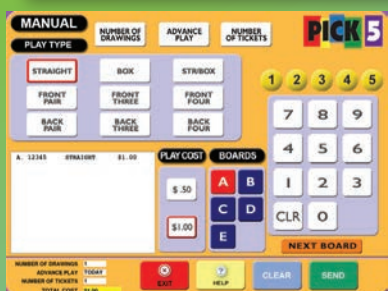 MANUAL
PLAY TYPE
NUMBER OF DRAWINGS
ADVANCE PLAY
NUMBER OF TICKETS
PICK 5
STRAIGHT
BOX
STR/BOX
FRONT PAIR
FRONT THREE
FRONT FOUR
BACK PAIR
BACK THREE
BACK FOUR
1 2 3 4 5
7 8 9
4 5 6
1 2 3
CLR 0
NEXT BOARD
A. 12345 STRAIGHT $1.00
PLAY COST
$ .50
$1.00
BOARDS
A B
C D
E
NUMBER OF DRAWINGS 1
ADVANCE PLAY TODAY
NUMBER OF TICKETS 1
TOTAL COST $1.00
EXIT
HELP
CLEAR
SEND